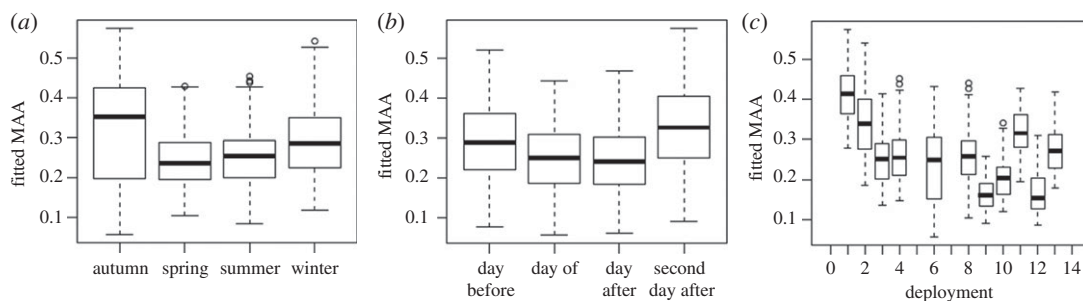 (a)
fitted MAA
0.5
0.4
0.3
0.2
0.1
autumn spring summer winter
(b)
fitted MAA
0.5
0.4
0.3
0.2
0.1
day before
day of
day after
second day after
(c)
fitted MAA
0.5
0.4
0.3
0.2
0.1
0 2 4 6 8 10 12 14
deployment